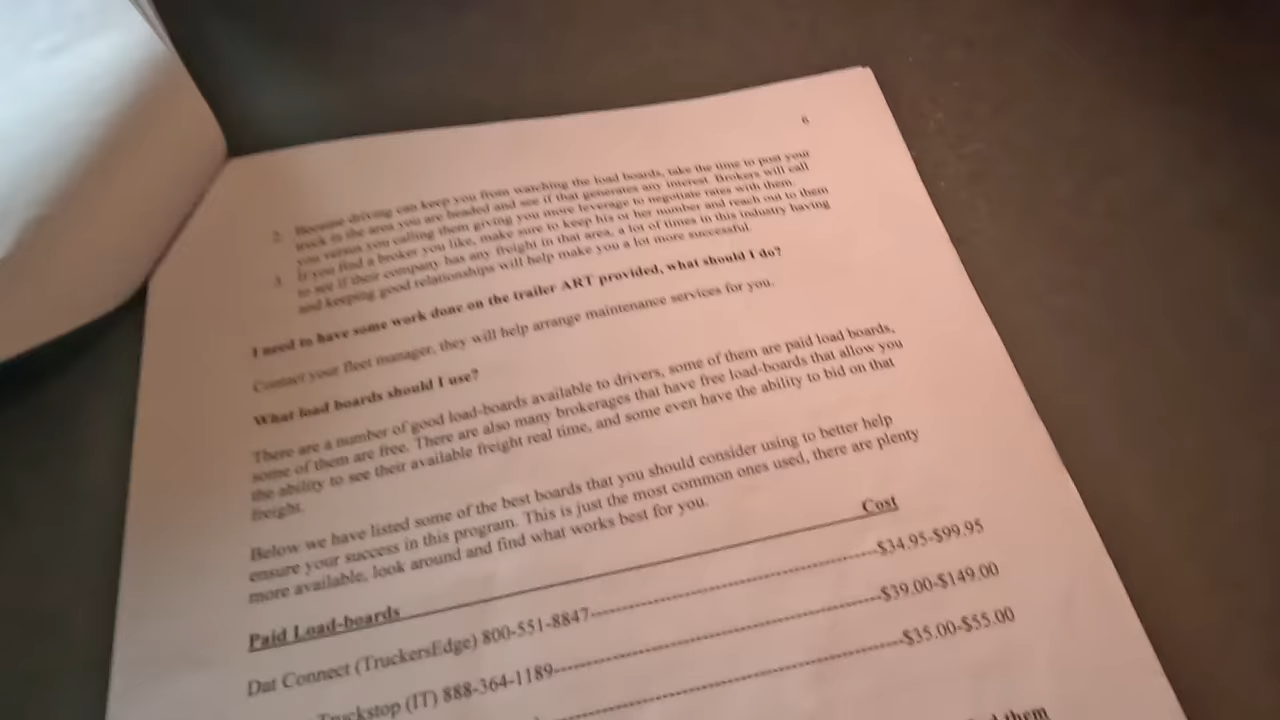 6
2. Because driving can keep you from watching the load boards, take the time to post your
truck in the area you are headed and see if that generates any interest. Brokers will call
you versus you calling them giving you more leverage to negotiate rates with them.
3. If you find a broker you like, make sure to keep his or her number and reach out to them
to see if their company has any freight in that area, a lot of times in this industry having
and keeping good relationships will help make you a lot more successful.
I need to have some work done on the trailer ART provided, what should I do?
Contact your fleet manager, they will help arrange maintenance services for you.
What load boards should I use?
There are a number of good load-boards available to drivers, some of them are paid load boards,
some of them are free. There are also many brokerages that have free load-boards that allow you
the ability to see their available freight real time, and some even have the ability to bid on that
freight.
Below we have listed some of the best boards that you should consider using to better help
ensure your success in this program. This is just the most common ones used, there are plenty
more available, look around and find what works best for you.
Paid Load-boards Cost
Dat Connect (TruckersEdge) 800-551-8847 $34.95-$99.95
Truckstop (IT) 888-364-1189 $39.00-$149.00
$35.00-$55.00
them